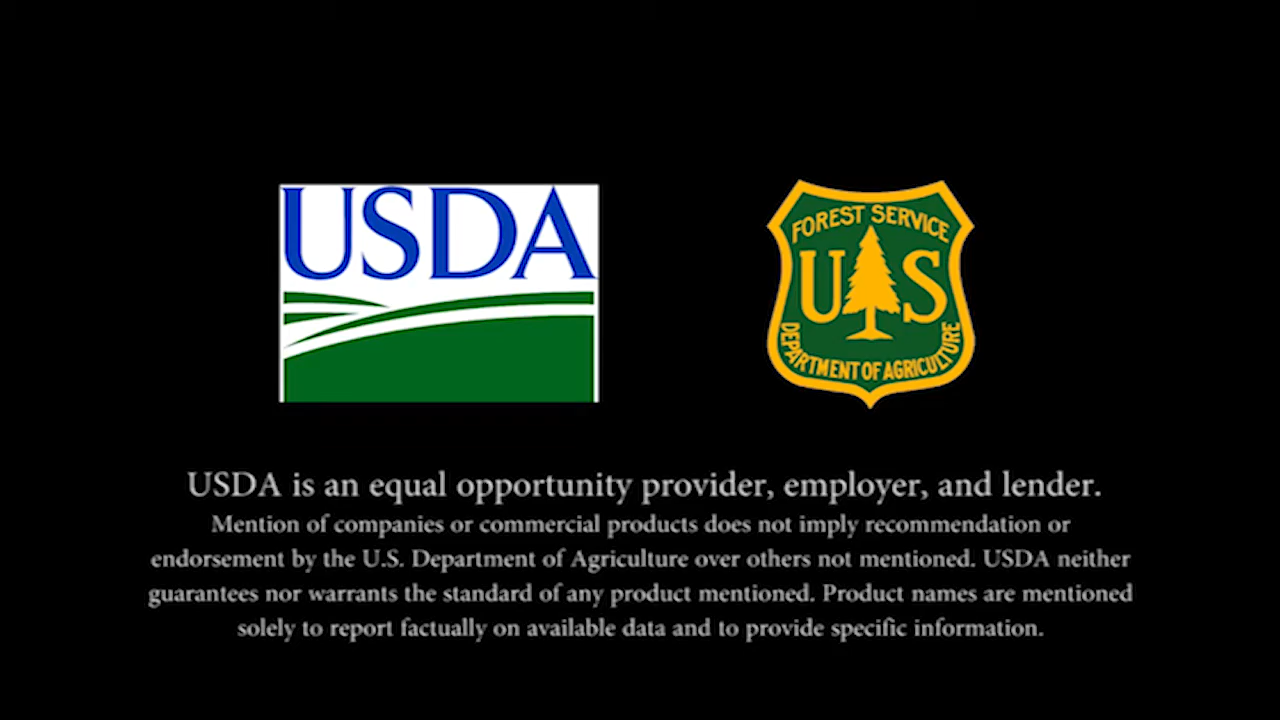 USDA
FOREST SERVICE
U S
DEPARTMENT OF AGRICULTURE
USDA is an equal opportunity provider, employer, and lender.
Mention of companies or commercial products does not imply recommendation or
endorsement by the U.S. Department of Agriculture over others not mentioned. USDA neither
guarantees nor warrants the standard of any product mentioned. Product names are mentioned
solely to report factually on available data and to provide specific information.